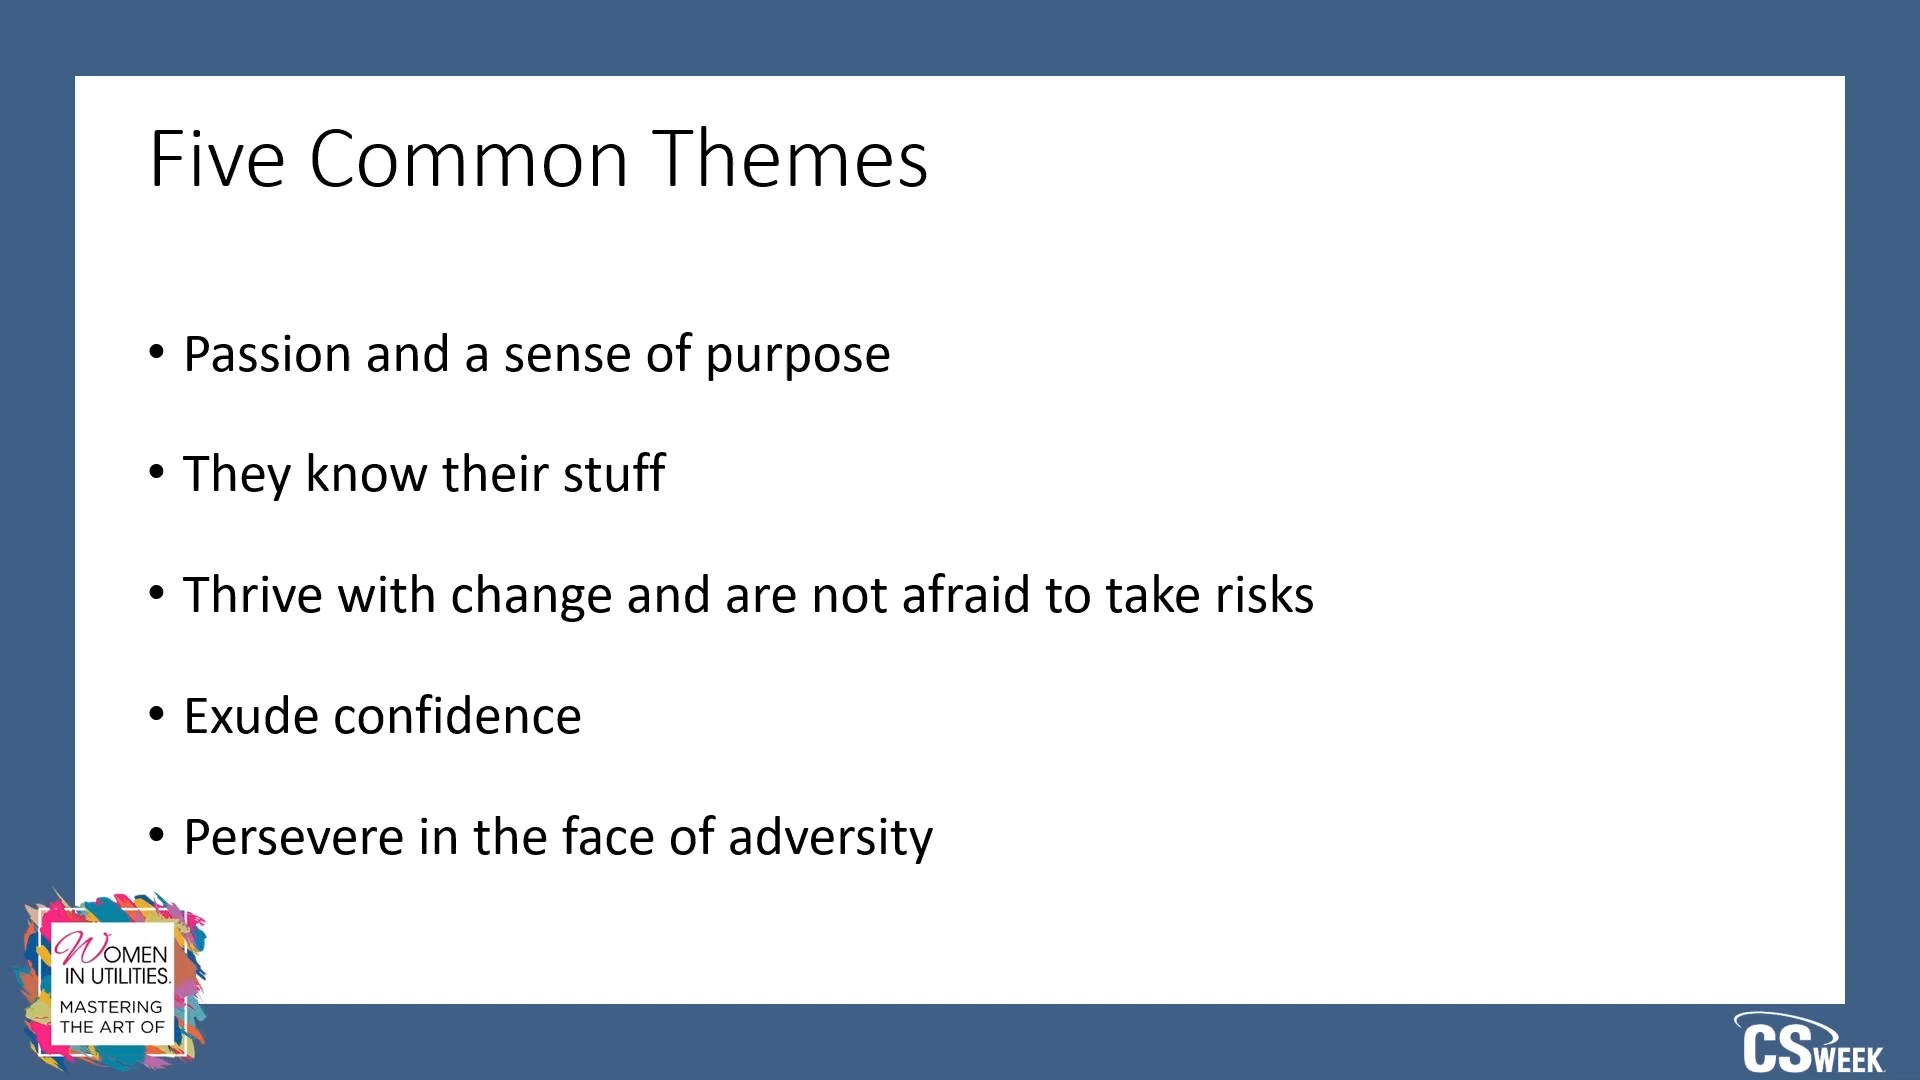 Five Common Themes
• Passion and a sense of purpose
• They know their stuff
• Thrive with change and are not afraid to take risks
• Exude confidence
• Persevere in the face of adversity
WOMEN
IN UTILITIES.
MASTERING
THE ART OF
CSWEEK